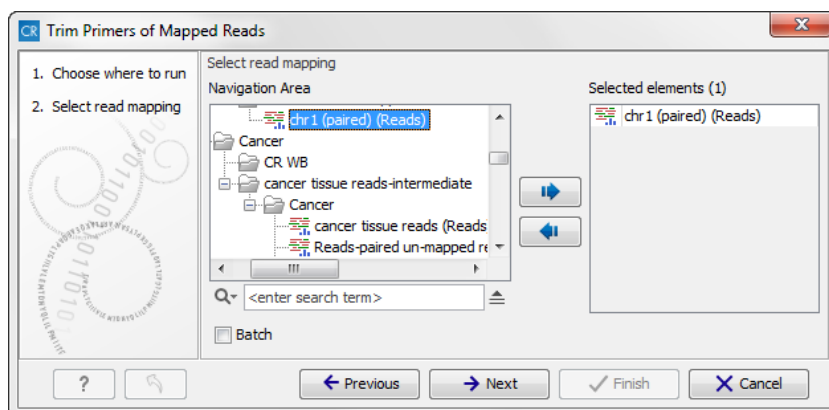 CR Trim Primers of Mapped Reads
x
1. Choose where to run
2. Select read mapping
Select read mapping
Navigation Area
chr1 (paired) (Reads)
Cancer
CR WB
cancer tissue reads-intermediate
Cancer
cancer tissue reads (Reads
Reads-paired un-mapped re
<enter search term>
Batch
Selected elements (1)
chr1 (paired) (Reads)
?
Previous
Next
Finish
Cancel